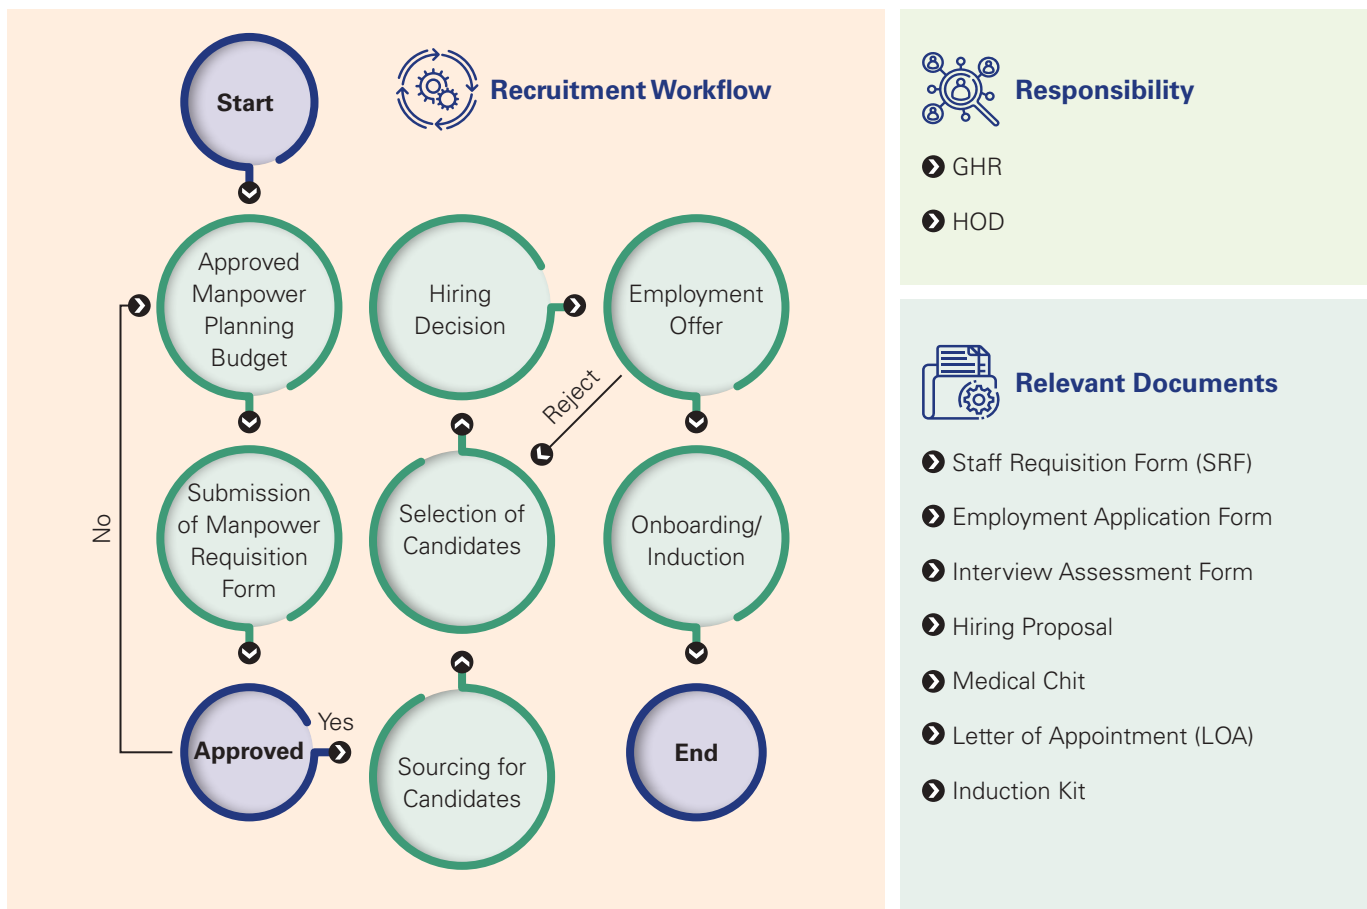 Recruitment Workflow
Start
Approved
Manpower
Planning
Budget
Submission
of Manpower
Requisition
Form
Approved
No
Yes
Sourcing for
Candidates
Selection of
Candidates
Hiring
Decision
Employment
Offer
Reject
Onboarding/
Induction
End
Responsibility
GHR
HOD
Relevant Documents
Staff Requisition Form (SRF)
Employment Application Form
Interview Assessment Form
Hiring Proposal
Medical Chit
Letter of Appointment (LOA)
Induction Kit